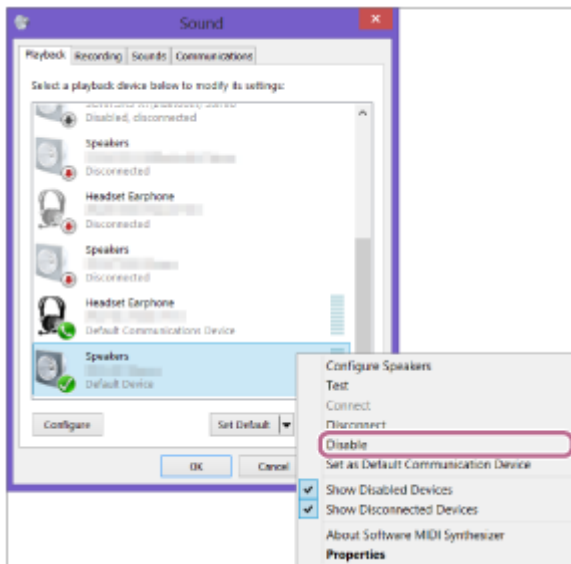 Sound
Playback Recording Sounds Communications
Select a playback device below to modify its settings:
Disabled, disconnected
Speakers
Disconnected
Headset Earphone
Disconnected
Speakers
Disconnected
Headset Earphone
Default Communications Device
Speakers
Default Device
Configure Set Default
OK Cancel
Configure Speakers
Test
Connect
Disconnect
Disable
Set as Default Communication Device
Show Disabled Devices
Show Disconnected Devices
About Software MIDI Synthesizer
Properties